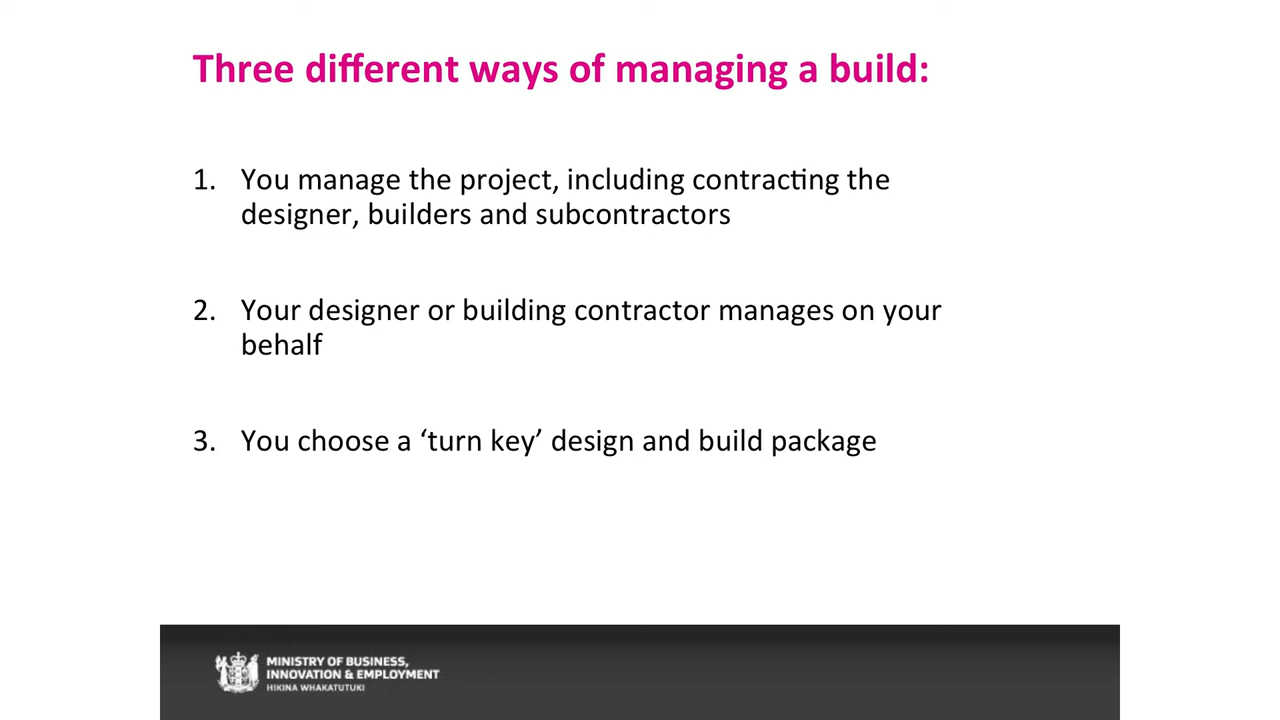 Three different ways of managing a build:
1. You manage the project, including contracting the
designer, builders and subcontractors
2. Your designer or building contractor manages on your
behalf
3. You choose a ‘turn key’ design and build package
MINISTRY OF BUSINESS,
INNOVATION & EMPLOYMENT
HIKINA WHAKATUTUKI